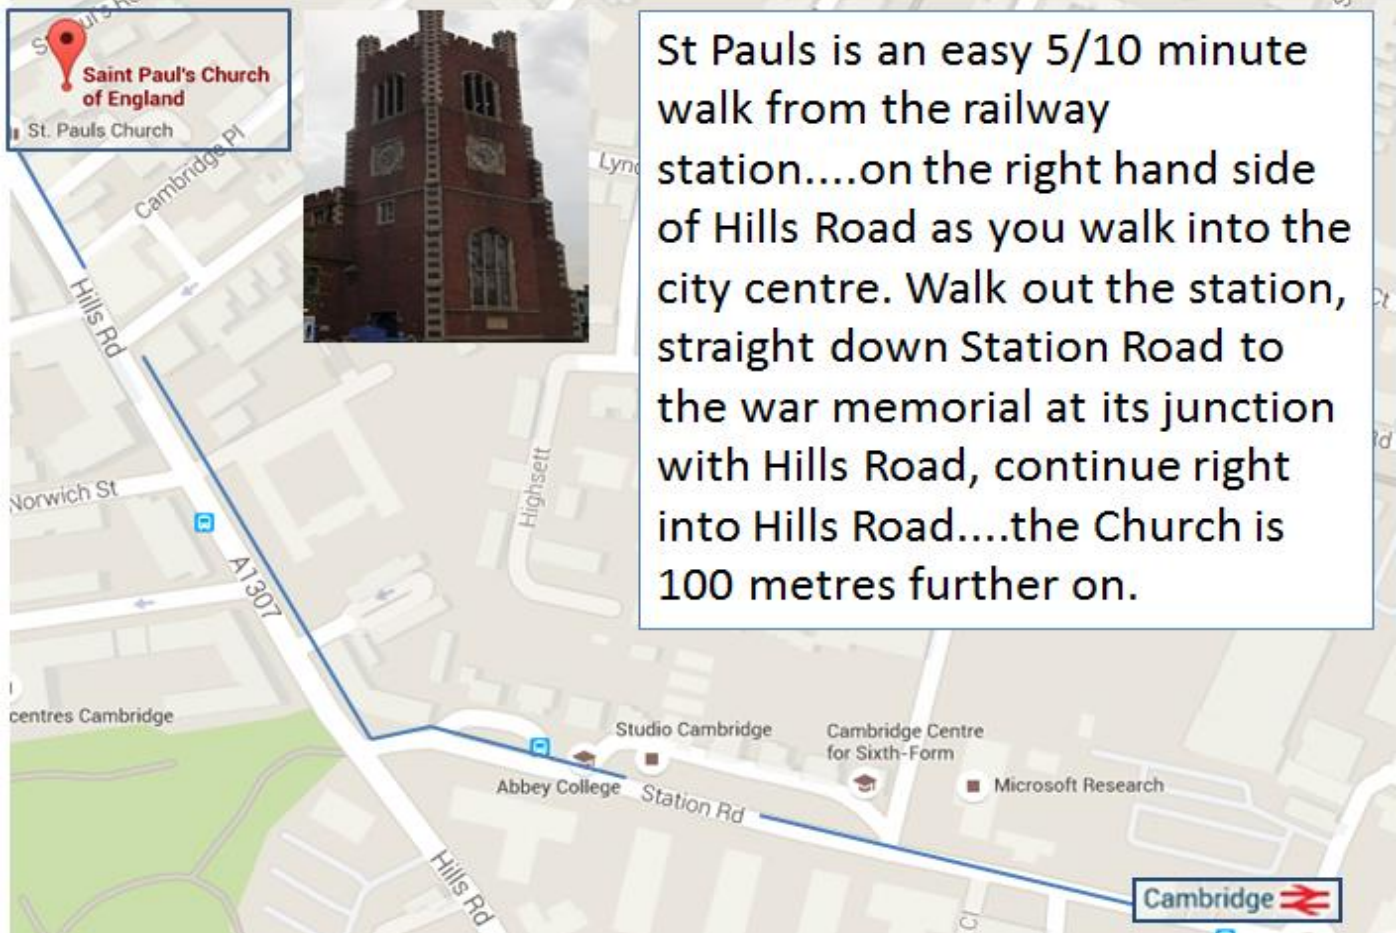 St Pauls is an easy 5/10 minute
walk from the railway
station....on the right hand side
of Hills Road as you walk into the
city centre. Walk out the station,
straight down Station Road to
the war memorial at its junction
with Hills Road, continue right
into Hills Road....the Church is
100 metres further on.
Saint Paul's Church
of England
St. Pauls Church
Cambridge Pl
Hills Rd
Norwich St
A1307
Highsett
centres Cambridge
Studio Cambridge
Cambridge Centre
for Sixth-Form
Abbey College
Station Rd
Microsoft Research
Hills Rd
Cambridge